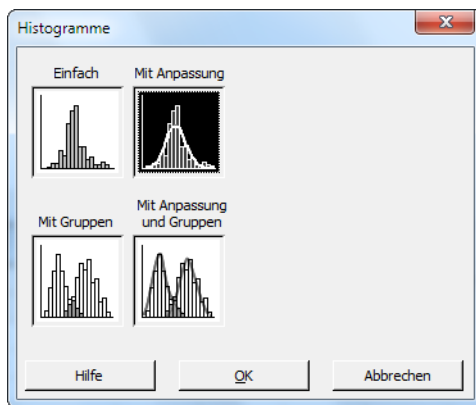 Histogramme
Einfach
Mit Anpassung
Mit Gruppen
Mit Anpassung
und Gruppen
Hilfe
OK
Abbrechen